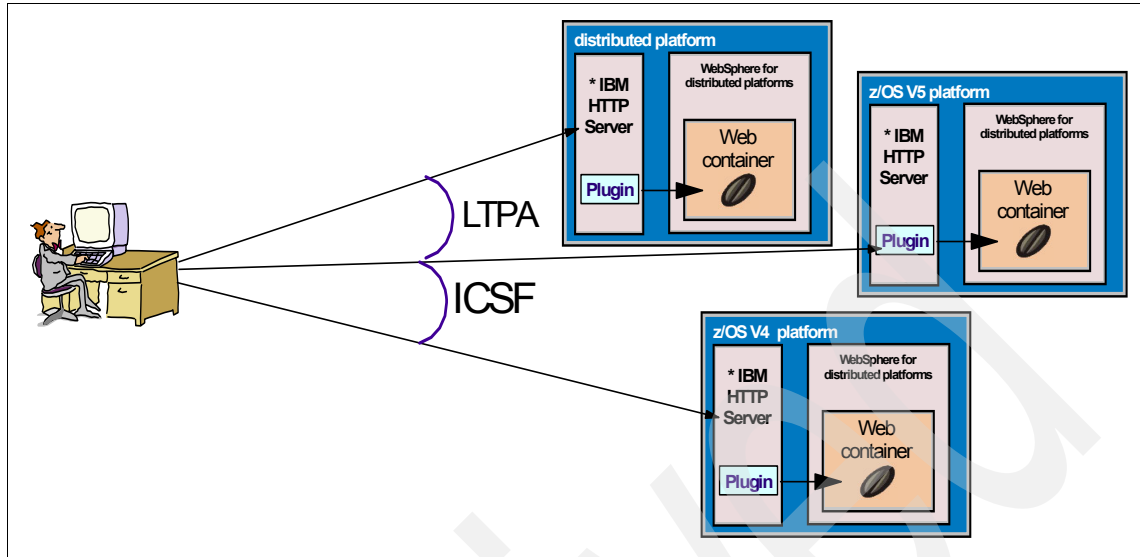 distributed platform
* IBM
HTTP
Server
Plugin
WebSphere for
distributed platforms
Web
container
z/OS V5 platform
* IBM
HTTP
Server
Plugin
WebSphere for
distributed platforms
Web
container
LTPA
ICSF
z/OS V4 platform
* IBM
HTTP
Server
Plugin
WebSphere for
distributed platforms
Web
container